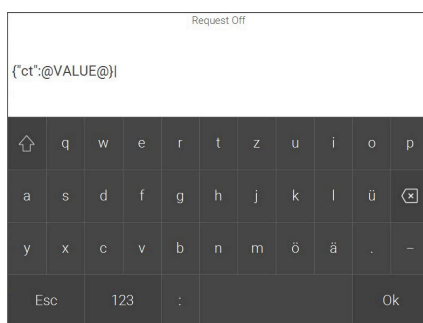 Request Off
{"ct":@VALUE@}
q w e r t z u i o p
a s d f g h j k l ü
y x c v b n m ö ä . –
Esc 123 : Ok